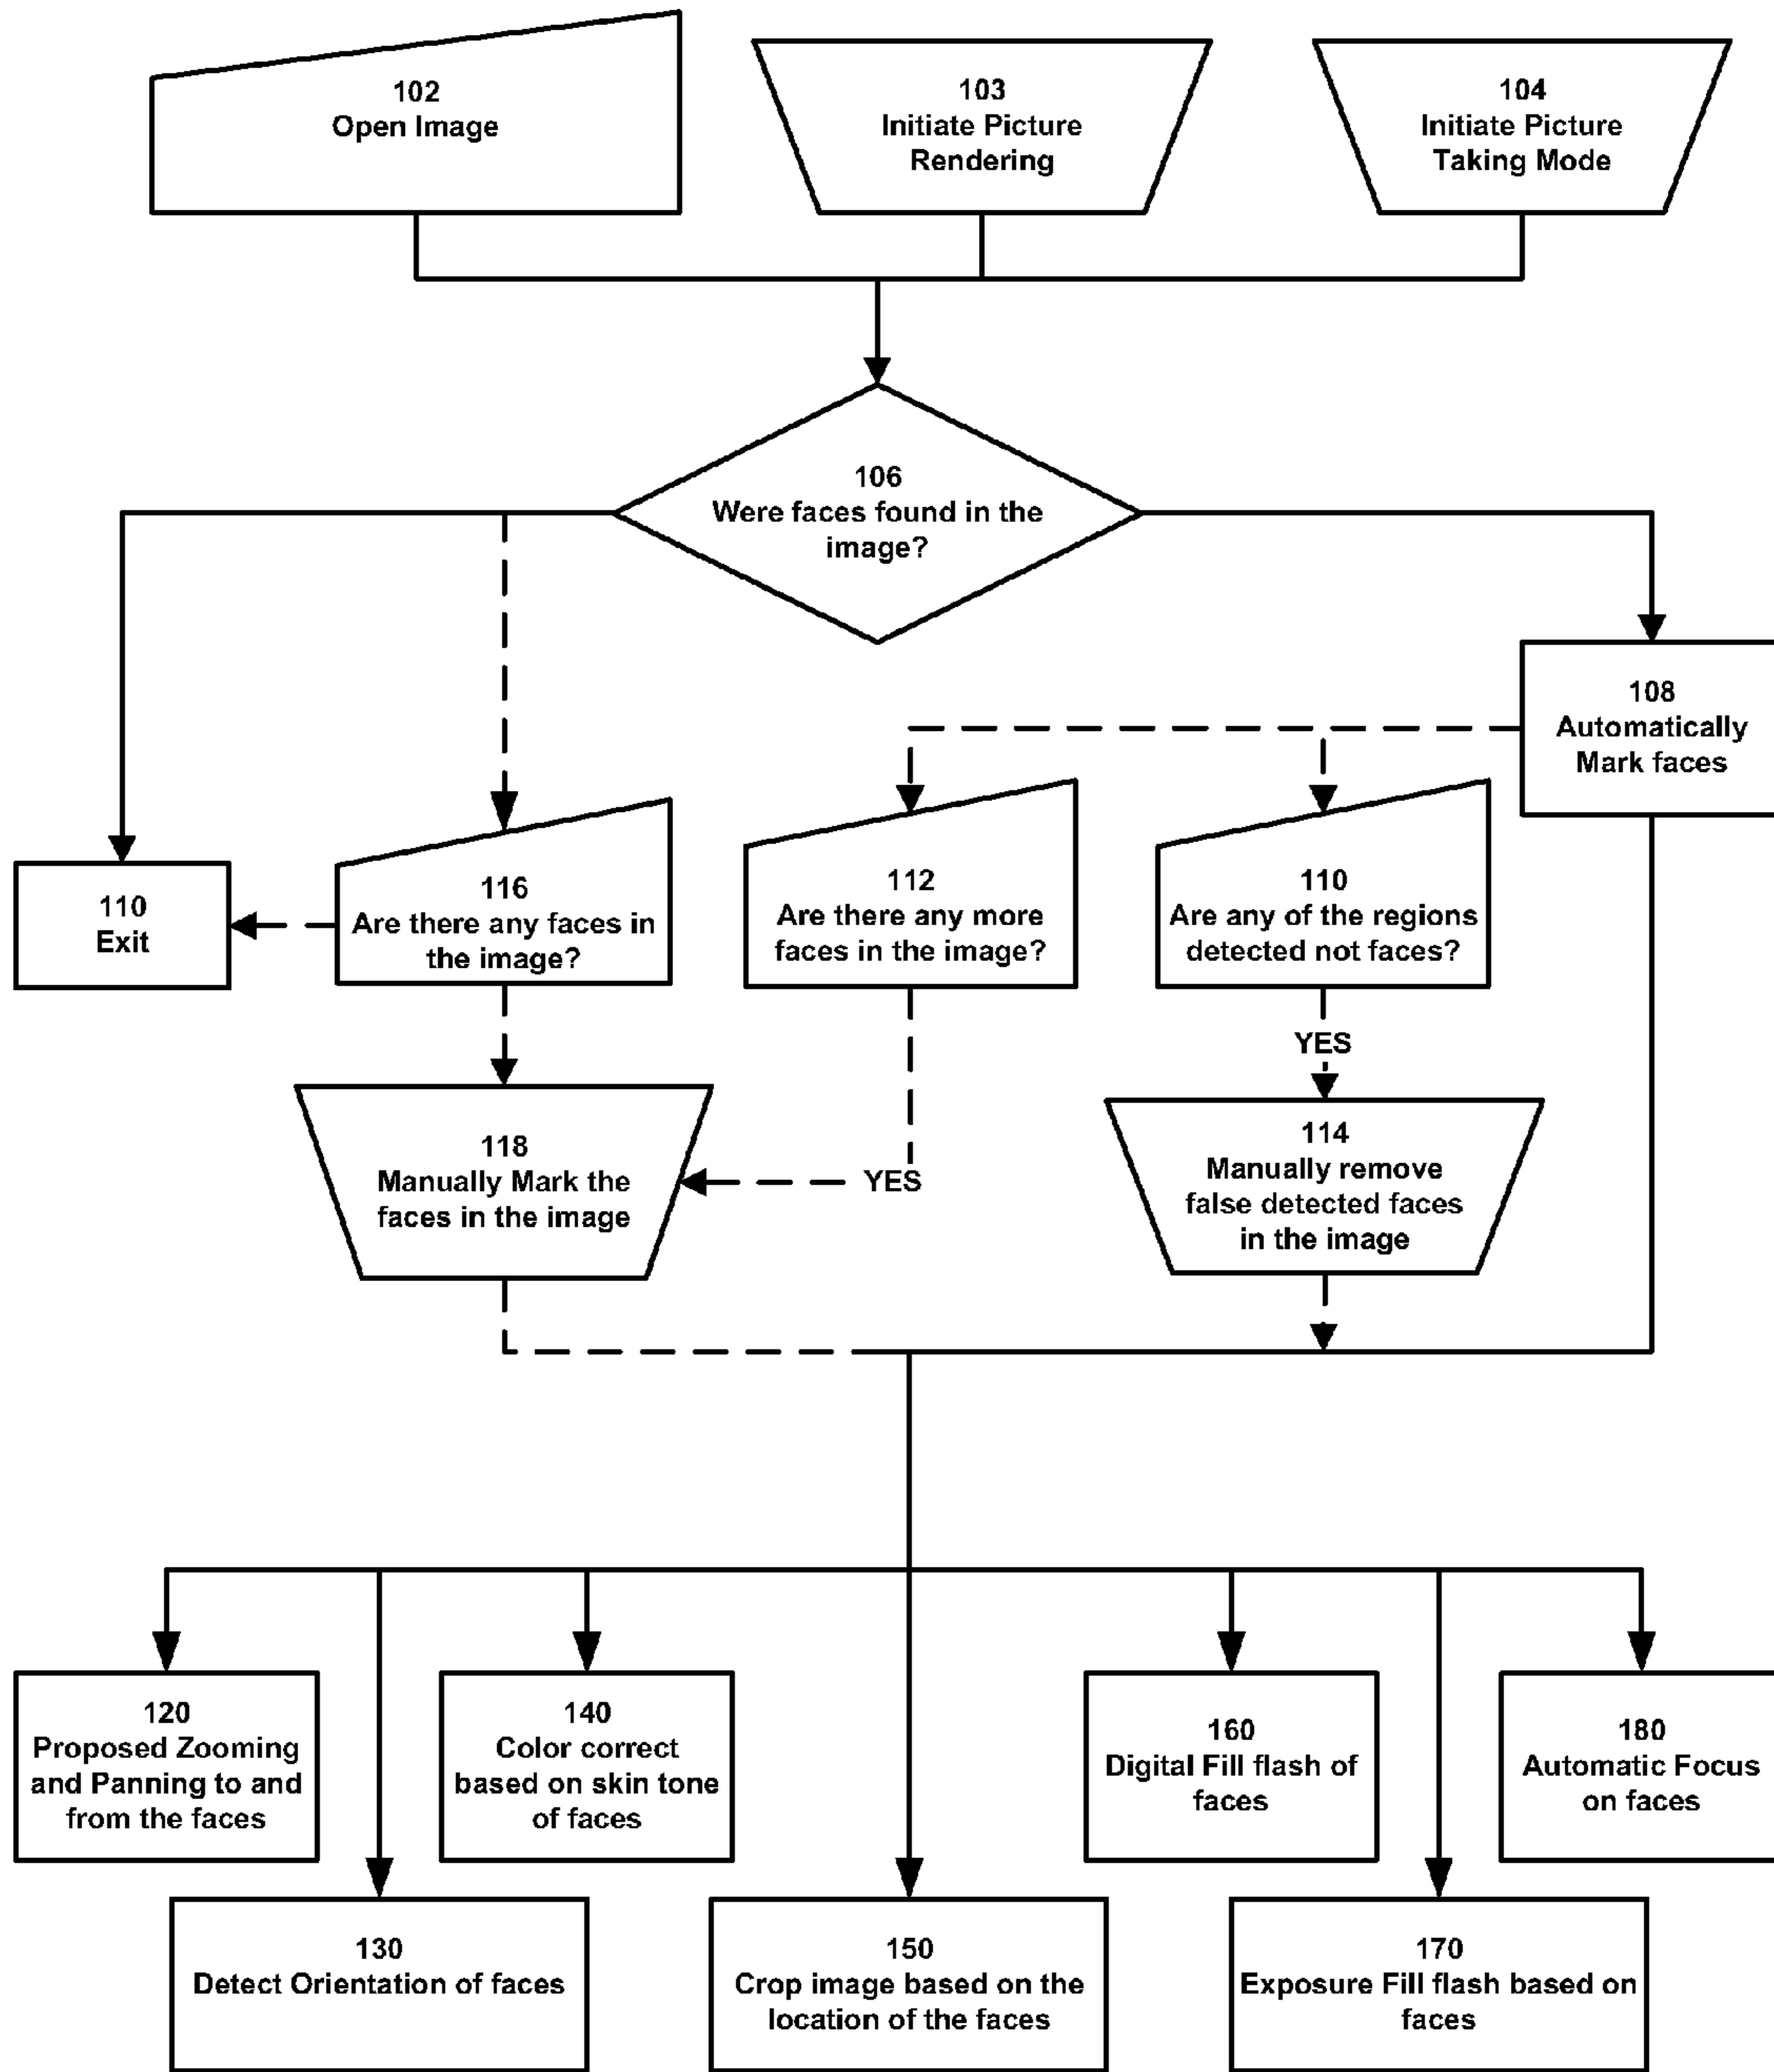 102
Open Image
103
Initiate Picture
Rendering
104
Initiate Picture
Taking Mode
106
Were faces found in the
image?
108
Automatically
Mark faces
110
Exit
116
Are there any faces in
the image?
112
Are there any more
faces in the image?
110
Are any of the regions
detected not faces?
YES
118
Manually Mark the
faces in the image
YES
114
Manually remove
false detected faces
in the image
120
Proposed Zooming
and Panning to and
from the faces
140
Color correct
based on skin tone
of faces
160
Digital Fill flash of
faces
180
Automatic Focus
on faces
130
Detect Orientation of faces
150
Crop image based on the
location of the faces
170
Exposure Fill flash based on
faces